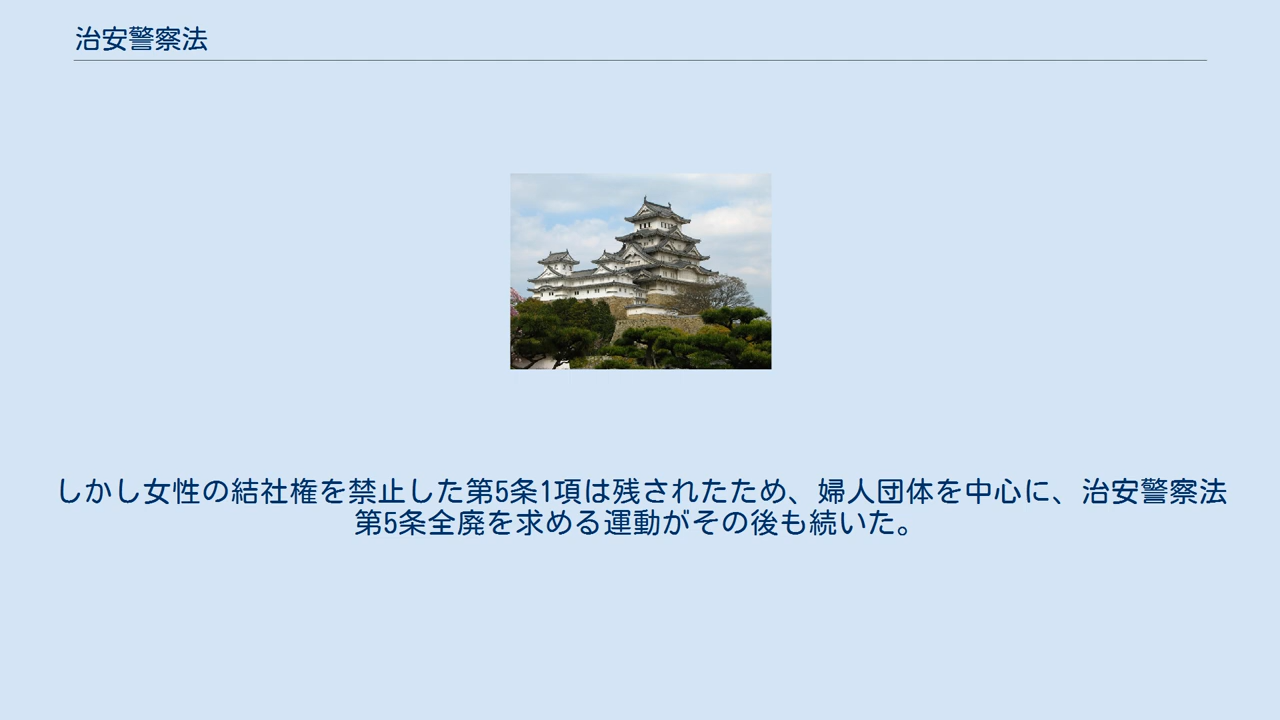 治安警察法
しかし女性の結社権を禁止した第5条1項は残されたため、婦人団体を中心に、治安警察法
第5条全廃を求める運動がその後も続いた。